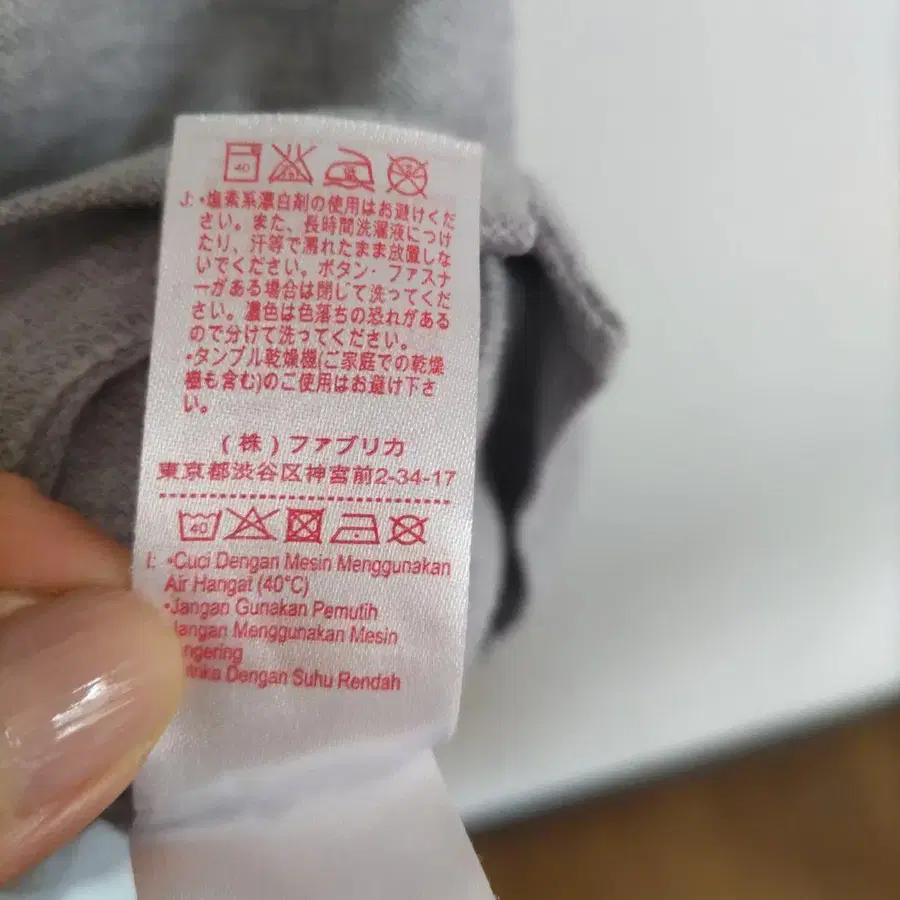 40
J: •塩素系漂白剤の使用はお避けくだ
さい。また、長時間洗濯液につけ
たり、汗等で濡れたまま放置しな
いでください。ボタン・ファスナ
ーがある場合は閉じて洗ってくだ
さい。濃色は色落ちの恐れがある
ので分けて洗ってください。
•タンブル乾燥機(ご家庭での乾燥
機も含む)のご使用はお避け下さ
い。
(株)ファブリカ
東京都渋谷区神宮前2-34-17
40
I: •Cuci Dengan Mesin Menggunakan
Air Hangat (40°C)
•Jangan Gunakan Pemutih
Jangan Menggunakan Mesin
ngering
Dengan Suhu Rendah